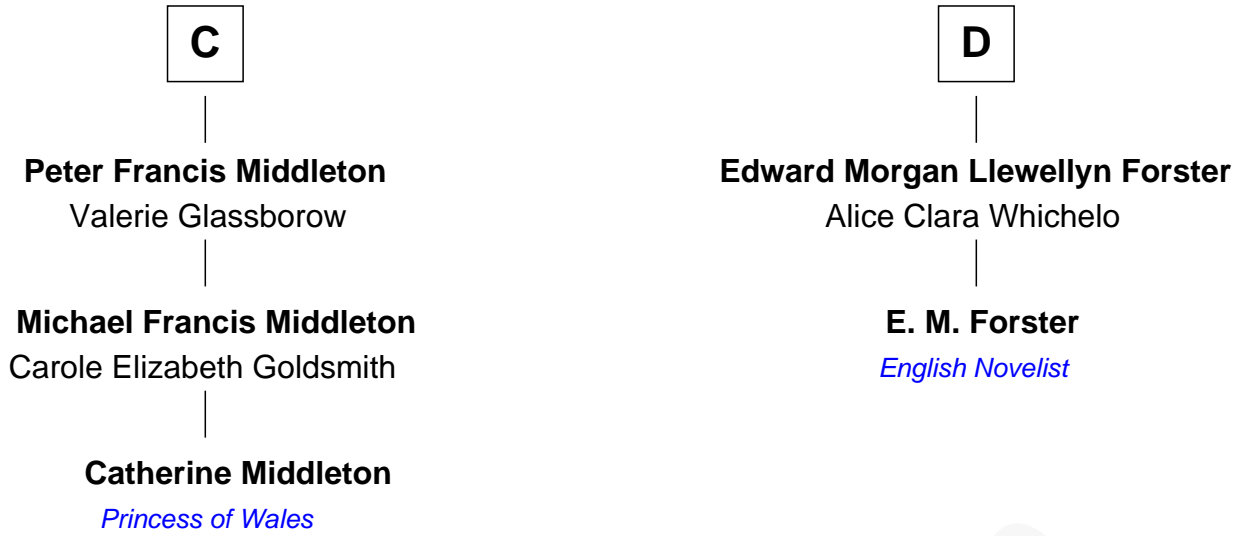 C
Peter Francis Middleton
Valerie Glassborow
Michael Francis Middleton
Carole Elizabeth Goldsmith
Catherine Middleton
Princess of Wales
D
Edward Morgan Llewellyn Forster
Alice Clara Whichelo
E. M. Forster
English Novelist